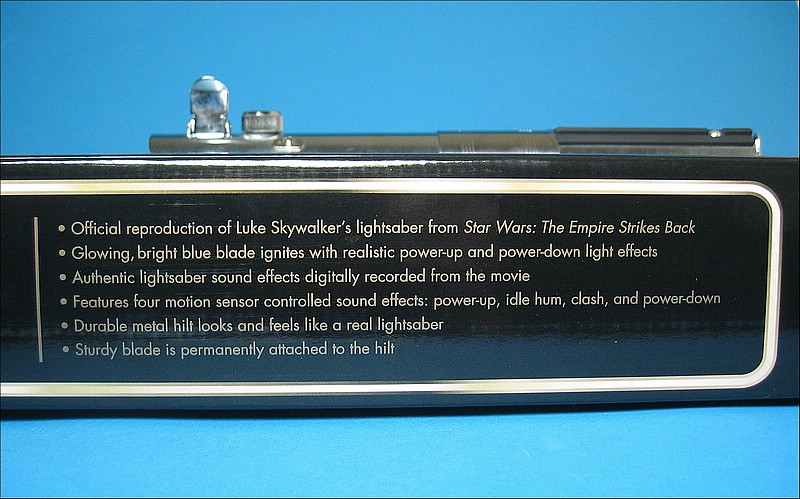 • Official reproduction of Luke Skywalker's lightsaber from Star Wars: The Empire Strikes Back
• Glowing, bright blue blade ignites with realistic power-up and power-down light effects
• Authentic lightsaber sound effects digitally recorded from the movie
• Features four motion sensor controlled sound effects: power-up, idle hum, clash, and power-down
• Durable metal hilt looks and feels like a real lightsaber
• Sturdy blade is permanently attached to the hilt